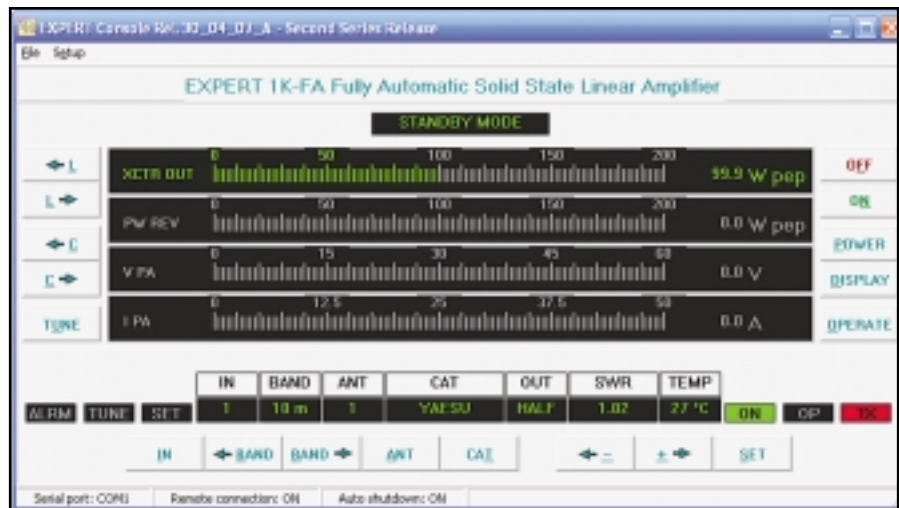 EXPERT Console Rel. 30_04_07_A - Second Series Release
File Setup
EXPERT 1K-FA Fully Automatic Solid State Linear Amplifier
STANDBY MODE
L
L
C
C
TUNE
0 50 100 150 200
XCTR OUT 99.9 W pep
0 50 100 150 200
PW REV 0.0 W pep
0 15 30 45 60
V PA 0.0 V
0 12.5 25 37.5 50
I PA 0.0 A
OFF
ON
POWER
DISPLAY
OPERATE
IN BAND ANT CAT OUT SWR TEMP
ALRM TUNE SET 1 10 m 1 YAESU HALF 1.02 27 °C ON OP TX
IN BAND BAND ANT CAT - + SET
Serial port: COM1 Remote connection: ON Auto shutdown: ON